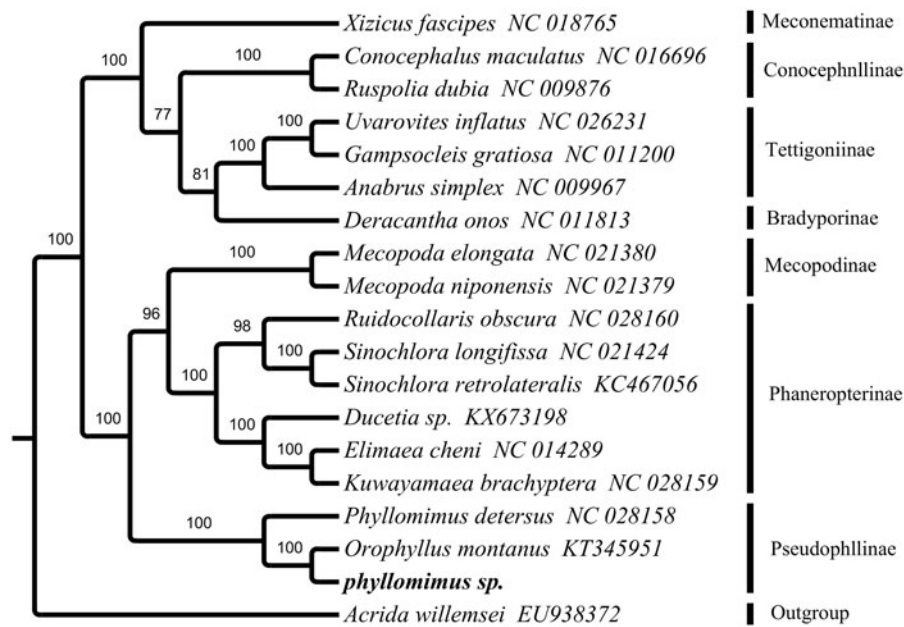 Xizicus fascipes NC 018765
Meconematinae
100
Conocephalus maculatus NC 016696
100
Conocephnllinae
Ruspolia dubia NC 009876
77
Uvarovites inflatus NC 026231
100
Gampsocleis gratiosa NC 011200
100
Tettigoniinae
81
Anabrus simplex NC 009967
Deracantha onos NC 011813
Bradyporinae
100
Mecopoda elongata NC 021380
100
Mecopodinae
Mecopoda niponensis NC 021379
96
Ruidocollaris obscura NC 028160
98
Sinochlora longifissa NC 021424
100
Sinochlora retrolateralis KC467056
100
Phaneropterinae
Ducetia sp. KX673198
100
100
Elimaea cheni NC 014289
100
Kuwayamaea brachyptera NC 028159
Phyllomimus detersus NC 028158
100
Orophyllus montanus KT345951
100
Pseudophllinae
phyllomimus sp.
Acrida willemsei EU938372
Outgroup